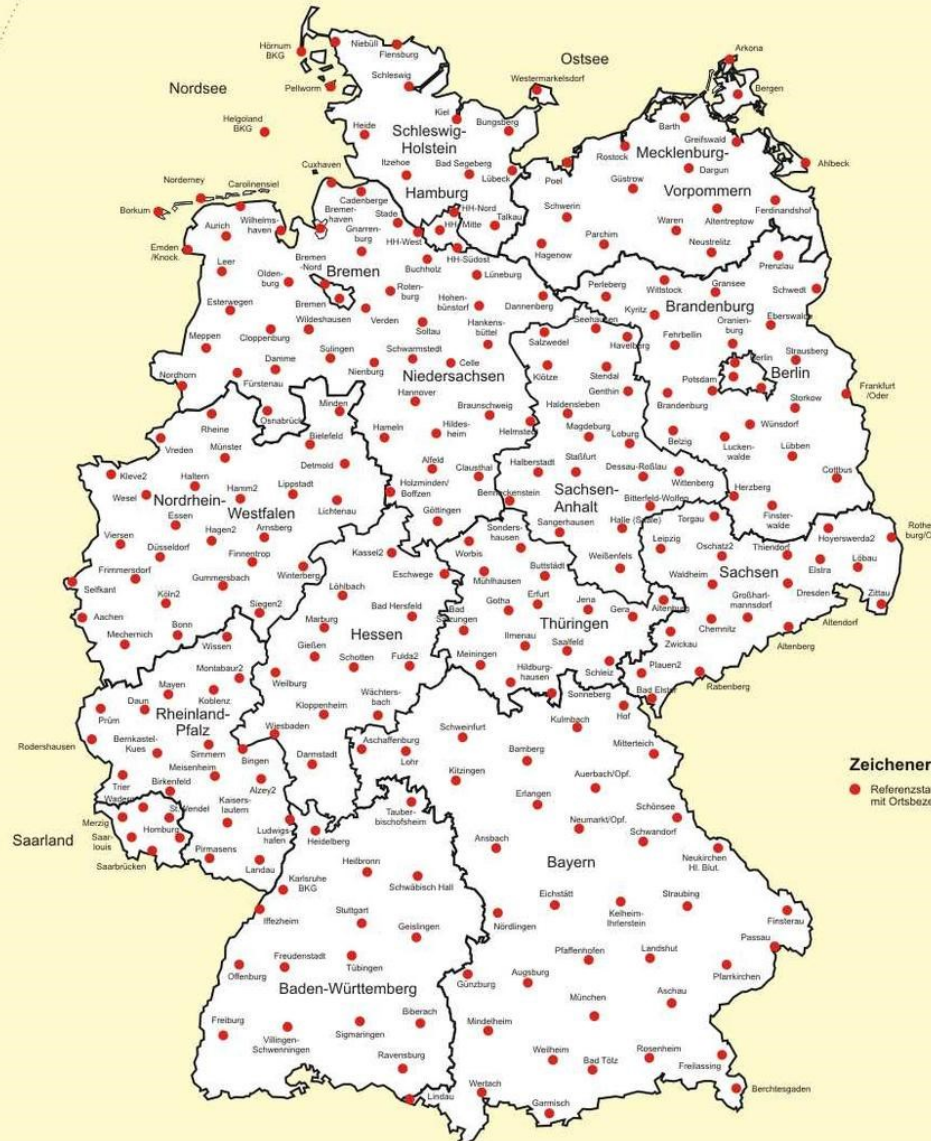 Hörnum
BKG
Niebüll
Flensburg
Schleswig
Nordsee
Ostsee
Arkona
Westermarkelsdorf
Bergen
Pellworm
Helgoland
BKG
Heide
Kiel
Bungsberg
Schleswig-
Holstein
Barth
Greifswald
Rostock
Mecklenburg-
Vorpommern
Dargun
Ahlbeck
Itzehoe
Bad Segeberg
Lübeck
Poel
Güstrow
Cuxhaven
Norderney
Carolinensiel
Borkum
Cadenberge
Hamburg
HH-Nord
Talkau
Schwerin
Waren
Altentreptow
Ferdinandshof
Aurich
Wilhelms-
haven
Bremer-
haven
Stade
Gnarren-
burg
HH-West
HH-Mitte
HH-Südost
Parchim
Neustrelitz
Hagenow
Prenzlau
Emden
/Knock
Leer
Olden-
burg
Bremen
-Nord
Bremen
Bremen
Buchholz
Lüneburg
Roten-
burg
Hohen-
bünstorf
Dannenberg
Perleberg
Wittstock
Gransee
Schwedt
Brandenburg
Esterwegen
Wildeshausen
Verden
Soltau
Hankens-
büttel
Seehausen
Kyritz
Oranien-
burg
Eberswalde
Fehrbellin
Meppen
Cloppenburg
Sulingen
Schwarmstedt
Salzwedel
Havelberg
Damme
Nienburg
Celle
Berlin
Berlin
Strausberg
Nordhorn
Fürstenau
Niedersachsen
Klötze
Stendal
Genthin
Potsdam
Frankfurt
/Oder
Brandenburg
Storkow
Minden
Hannover
Osnabrück
Rheine
Braunschweig
Haldensleben
Wünsdorf
Bielefeld
Hameln
Hildes-
heim
Helmstedt
Magdeburg
Loburg
Belzig
Lucken-
walde
Lübben
Vreden
Münster
Detmold
Alfeld
Clausthal
Halberstadt
Staßfurt
Dessau-Roßlau
Wittenberg
Cottbus
Kleve2
Haltern
Hamm2
Lippstadt
Holzminden/
Boffzen
Benneckenstein
Sachsen-
Anhalt
Bitterfeld-Wolfen
Herzberg
Wesel
Nordrhein-
Westfalen
Lichtenau
Göttingen
Finster-
walde
Essen
Hagen2
Arnsberg
Sanders-
hausen
Sangerhausen
Halle (Saale)
Torgau
Hoyerswerda2
Viersen
Düsseldorf
Finnentrop
Kassel2
Worbis
Leipzig
Oschatz2
Thiendorf
Löbau
Frimmersdorf
Gummersbach
Winterberg
Eschwege
Mühlhausen
Buttstädt
Weißenfels
Sachsen
Waldheim
Elstra
Selfkant
Löhlbach
Gotha
Erfurt
Jena
Gera
Altenburg
Großhart-
mannsdorf
Dresden
Zittau
Köln2
Siegen2
Bad Hersfeld
Bad
Salzungen
Thüringen
Chemnitz
Altendorf
Aachen
Marburg
Hessen
Ilmenau
Saalfeld
Zwickau
Altenberg
Mechernich
Bonn
Wissen
Gießen
Schotten
Fulda2
Meiningen
Hildburg-
hausen
Schleiz
Plauen2
Rabenberg
Montabaur2
Weilburg
Sonneberg
Bad Elster
Mayen
Koblenz
Wächters-
bach
Hof
Daun
Rheinland-
Pfalz
Kloppenheim
Kulmbach
Prüm
Wiesbaden
Schweinfurt
Mitterteich
Rodershausen
Bernkastel-
Kues
Simmern
Bingen
Darmstadt
Aschaffenburg
Lohr
Bamberg
Meisenheim
Auerbach/Opf.
Trier
Birkenfeld
Alzey2
Kitzingen
Zeichener
Wadern
Kaisers-
lautern
Erlangen
Schönsee
Referenzsta
mit Ortsbeze
St. Wendel
Tauber-
bischofsheim
Merzig
Homburg
Ludwigs-
hafen
Heidelberg
Neumarkt/Opf.
Schwandorf
Saarland
Saar-
louis
Ansbach
Saarbrücken
Pirmasens
Landau
Heilbronn
Neukirchen
Hl. Blut.
Bayern
Karlsruhe
BKG
Schwäbisch Hall
Eichstätt
Straubing
Iffezheim
Stuttgart
Kelheim-
Ihrlerstein
Finsterau
Geislingen
Nördlingen
Passau
Offenburg
Freudenstadt
Tübingen
Pfaffenhofen
Landshut
Günzburg
Augsburg
Pfarrkirchen
Baden-Württemberg
München
Aschau
Freiburg
Biberach
Mindelheim
Villingen-
Schwenningen
Sigmaringen
Weilheim
Bad Tölz
Rosenheim
Ravensburg
Freilassing
Wertach
Berchtesgaden
Lindau
Garmisch